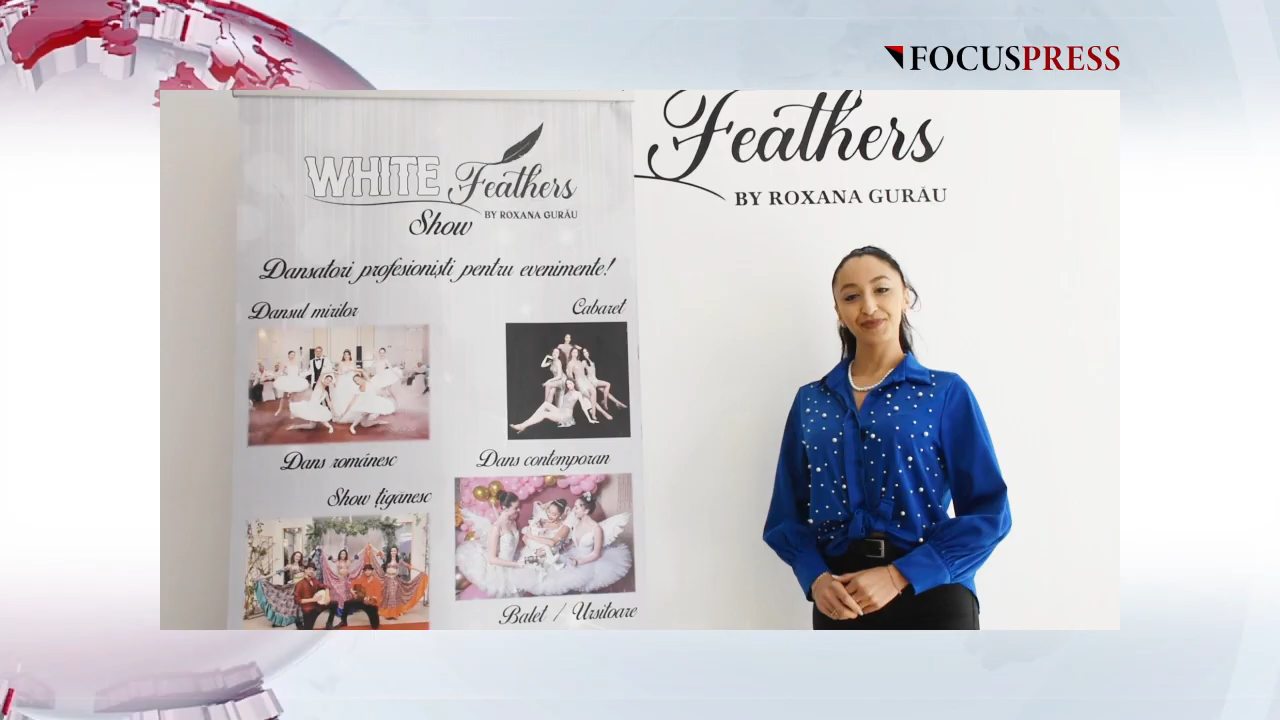 FOCUSPRESS
Feathers
BY ROXANA GURĂU
WHITE Feathers
BY ROXANA GURĂU
Show
Dansatori profesioniști pentru evenimente!
Dansul mirilor
Cabaret
Dans românesc
Dans contemporan
Show țigănesc
Balet / Ursitoare